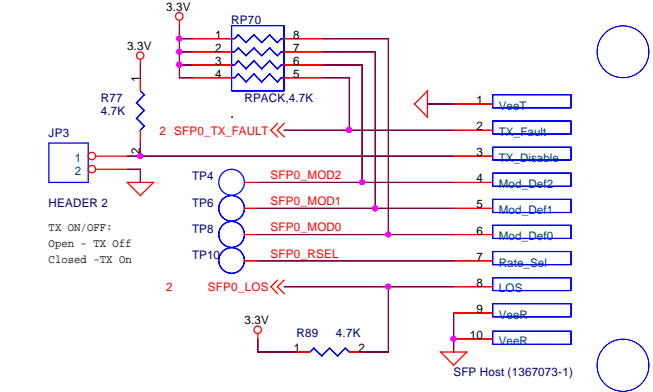 3.3V
RP70
1 8
2 7
3 6
4 5
RPACK,4.7K
3.3V
1
R77
4.7K
2
JP3
1
2
HEADER 2
TX ON/OFF:
Open - TX Off
Closed -TX On
2 SFP0_TX_FAULT
TP4 SFP0_MOD2
TP6 SFP0_MOD1
TP8 SFP0_MOD0
TP10 SFP0_RSEL
2 SFP0_LOS
3.3V
R89 4.7K
1 2
1 VeeT
2 TX_Fault
3 TX_Disable
4 Mod_Def2
5 Mod_Def1
6 Mod_Def0
7 Rate_Sel
8 LOS
9 VeeR
10 VeeR
SFP Host (1367073-1)